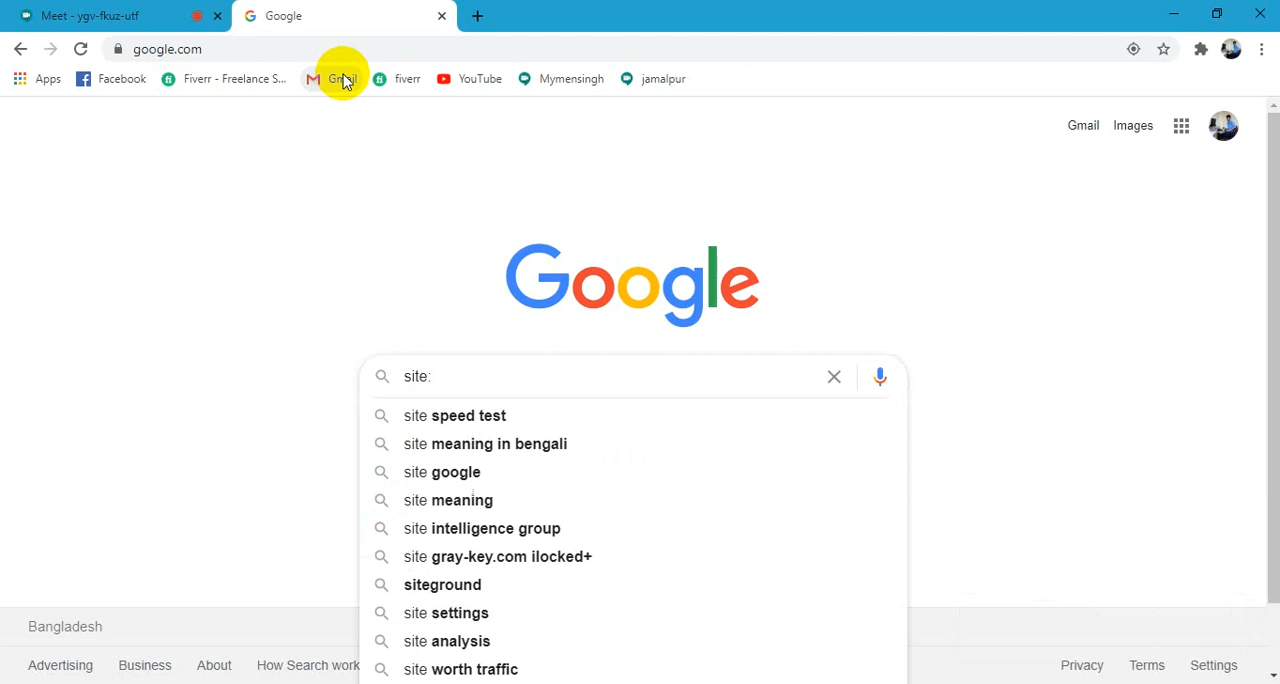 Meet - ygv-fkuz-utf
Google
google.com
Apps
Facebook
Fiverr - Freelance S...
Gmail
fiverr
YouTube
Mymensingh
jamalpur
Gmail
Images
Google
site:
site speed test
site meaning in bengali
site google
site meaning
site intelligence group
site gray-key.com ilocked+
siteground
site settings
site analysis
site worth traffic
Bangladesh
Advertising
Business
About
How Search work
Privacy
Terms
Settings